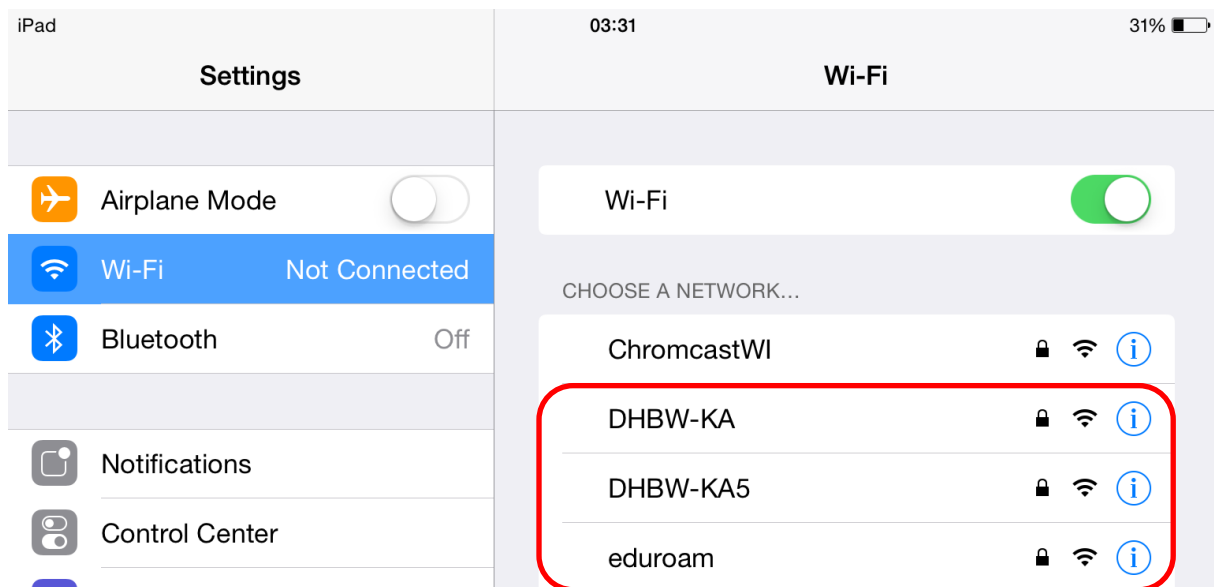 iPad 03:31 31%
Settings
Wi-Fi
Airplane Mode
Wi-Fi Not Connected
Bluetooth Off
Notifications
Control Center
Wi-Fi
CHOOSE A NETWORK...
ChromcastWI
DHBW-KA
DHBW-KA5
eduroam